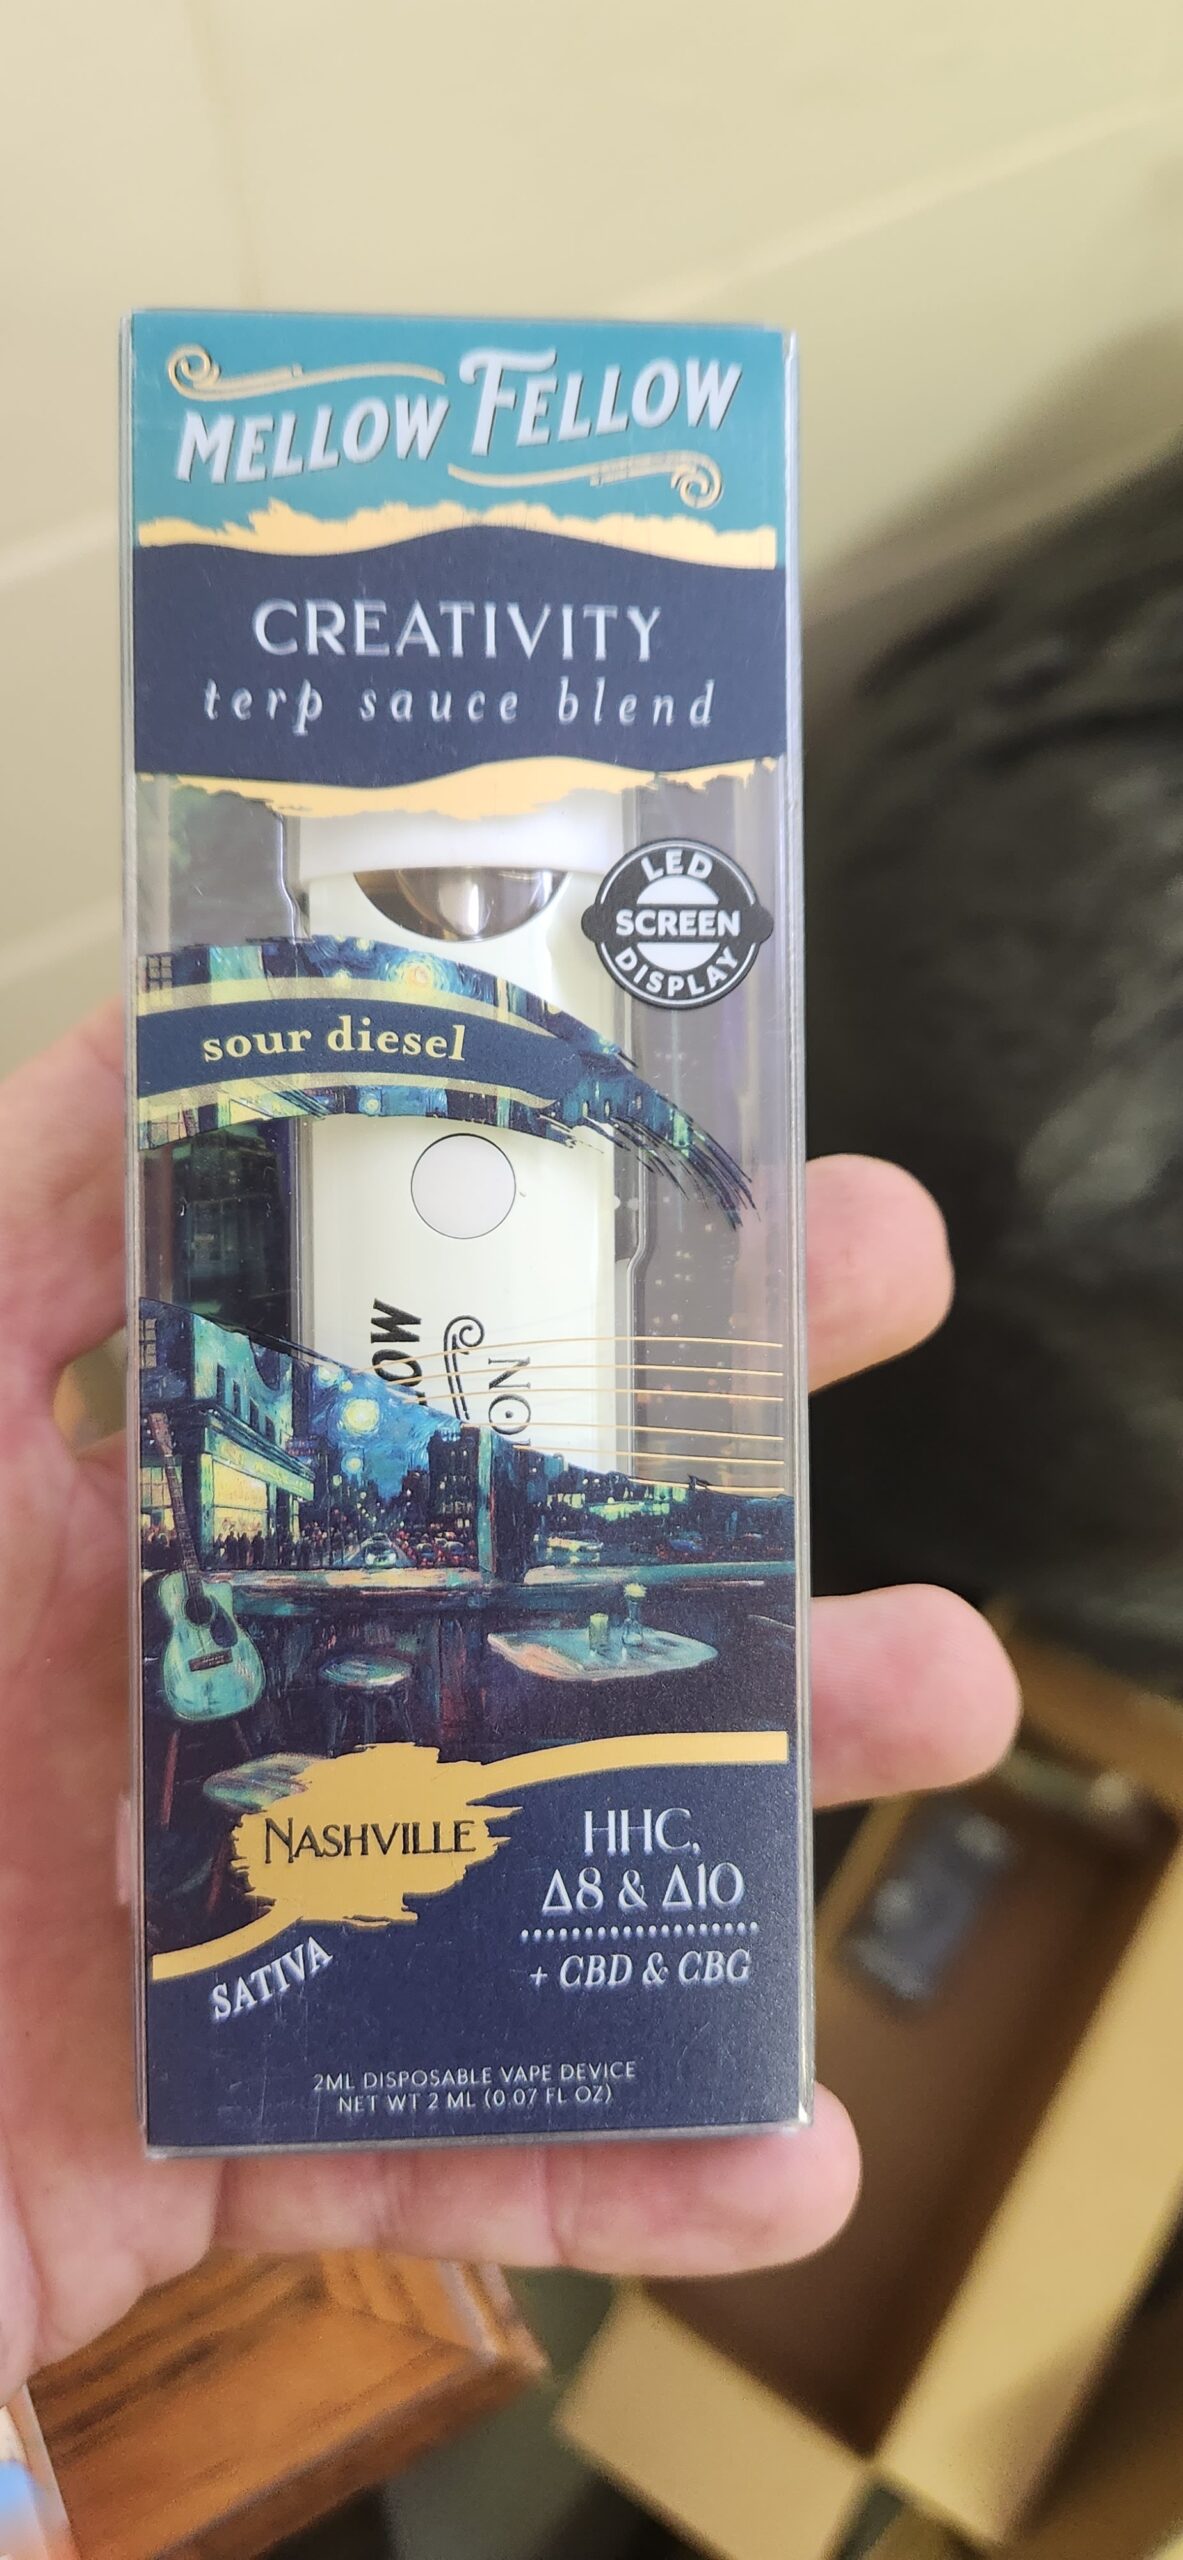 MELLOW FELLOW
CREATIVITY
terp sauce blend
LED
SCREEN
DISPLAY
sour diesel
NASHVILLE
SATIVA
HHC,
Δ8 & Δ10
+ CBD & CBG
2ML DISPOSABLE VAPE DEVICE
NET WT 2 ML (0.07 FL OZ)